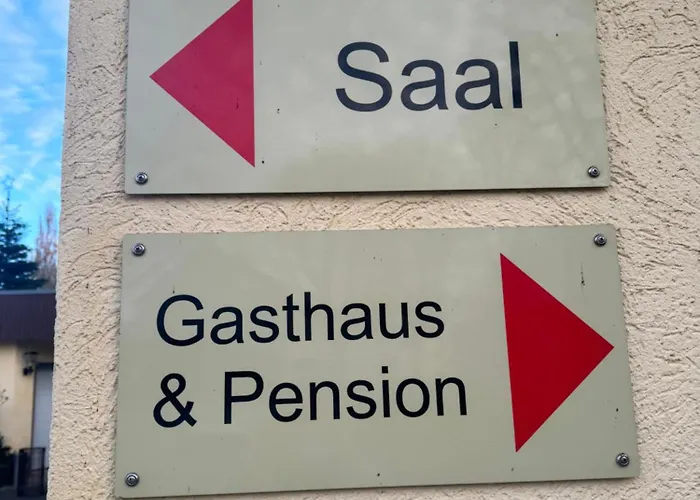 Saal
Gasthaus
& Pension